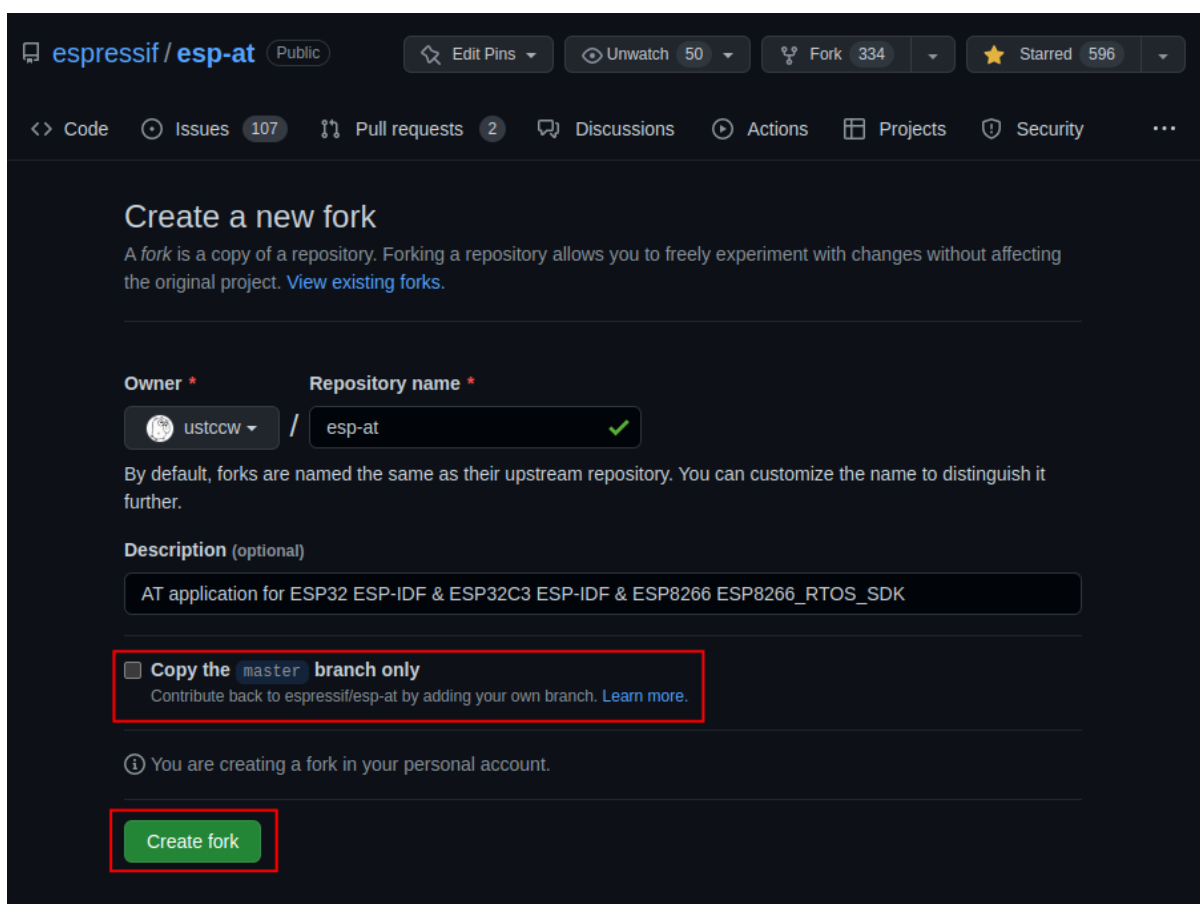 espressif / esp-at Public Edit Pins Unwatch 50 Fork 334 Starred 596
Code Issues 107 Pull requests 2 Discussions Actions Projects Security
Create a new fork
A fork is a copy of a repository. Forking a repository allows you to freely experiment with changes without affecting
the original project. View existing forks.
Owner * Repository name *
ustccw / esp-at
By default, forks are named the same as their upstream repository. You can customize the name to distinguish it
further.
Description (optional)
AT application for ESP32 ESP-IDF & ESP32C3 ESP-IDF & ESP8266 ESP8266_RTOS_SDK
Copy the master branch only
Contribute back to espressif/esp-at by adding your own branch. Learn more.
You are creating a fork in your personal account.
Create fork